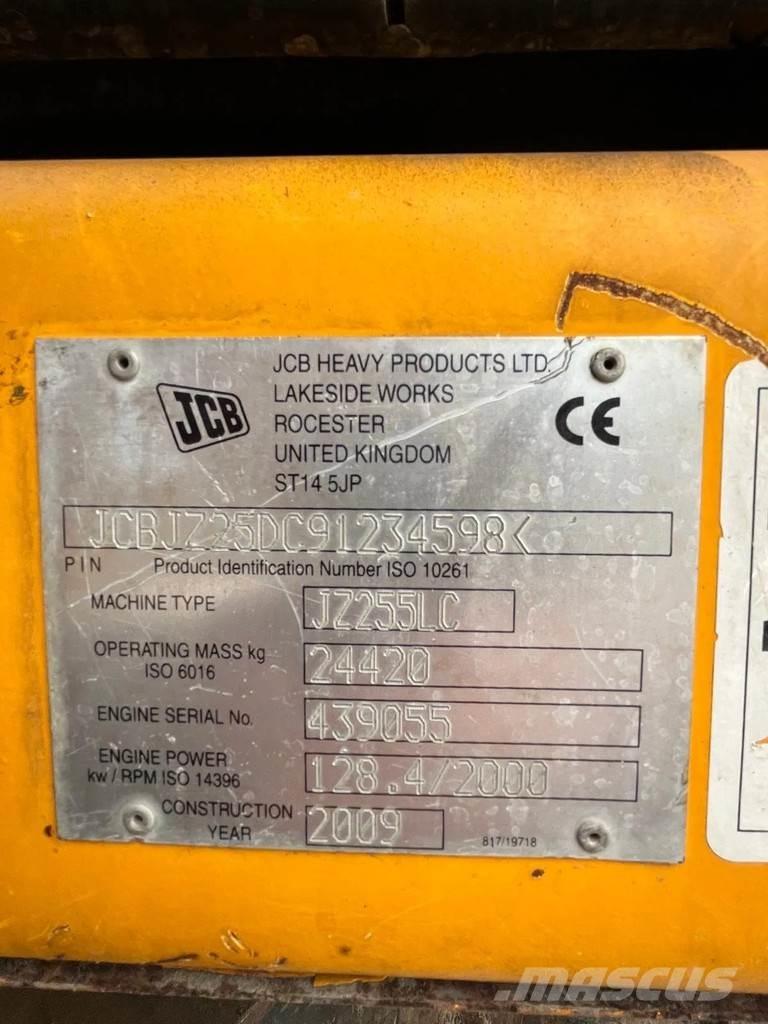 JCB HEAVY PRODUCTS LTD.
LAKESIDE WORKS
ROCESTER
UNITED KINGDOM
ST14 5JP
JCB
CE
JCBJZ25DC91234598<
PIN Product Identification Number ISO 10261
MACHINE TYPE JZ255LC
OPERATING MASS kg
ISO 6016 24420
ENGINE SERIAL No. 439055
ENGINE POWER
kw / RPM ISO 14396 128.4/2000
CONSTRUCTION
YEAR 2009
817/19718
mascus